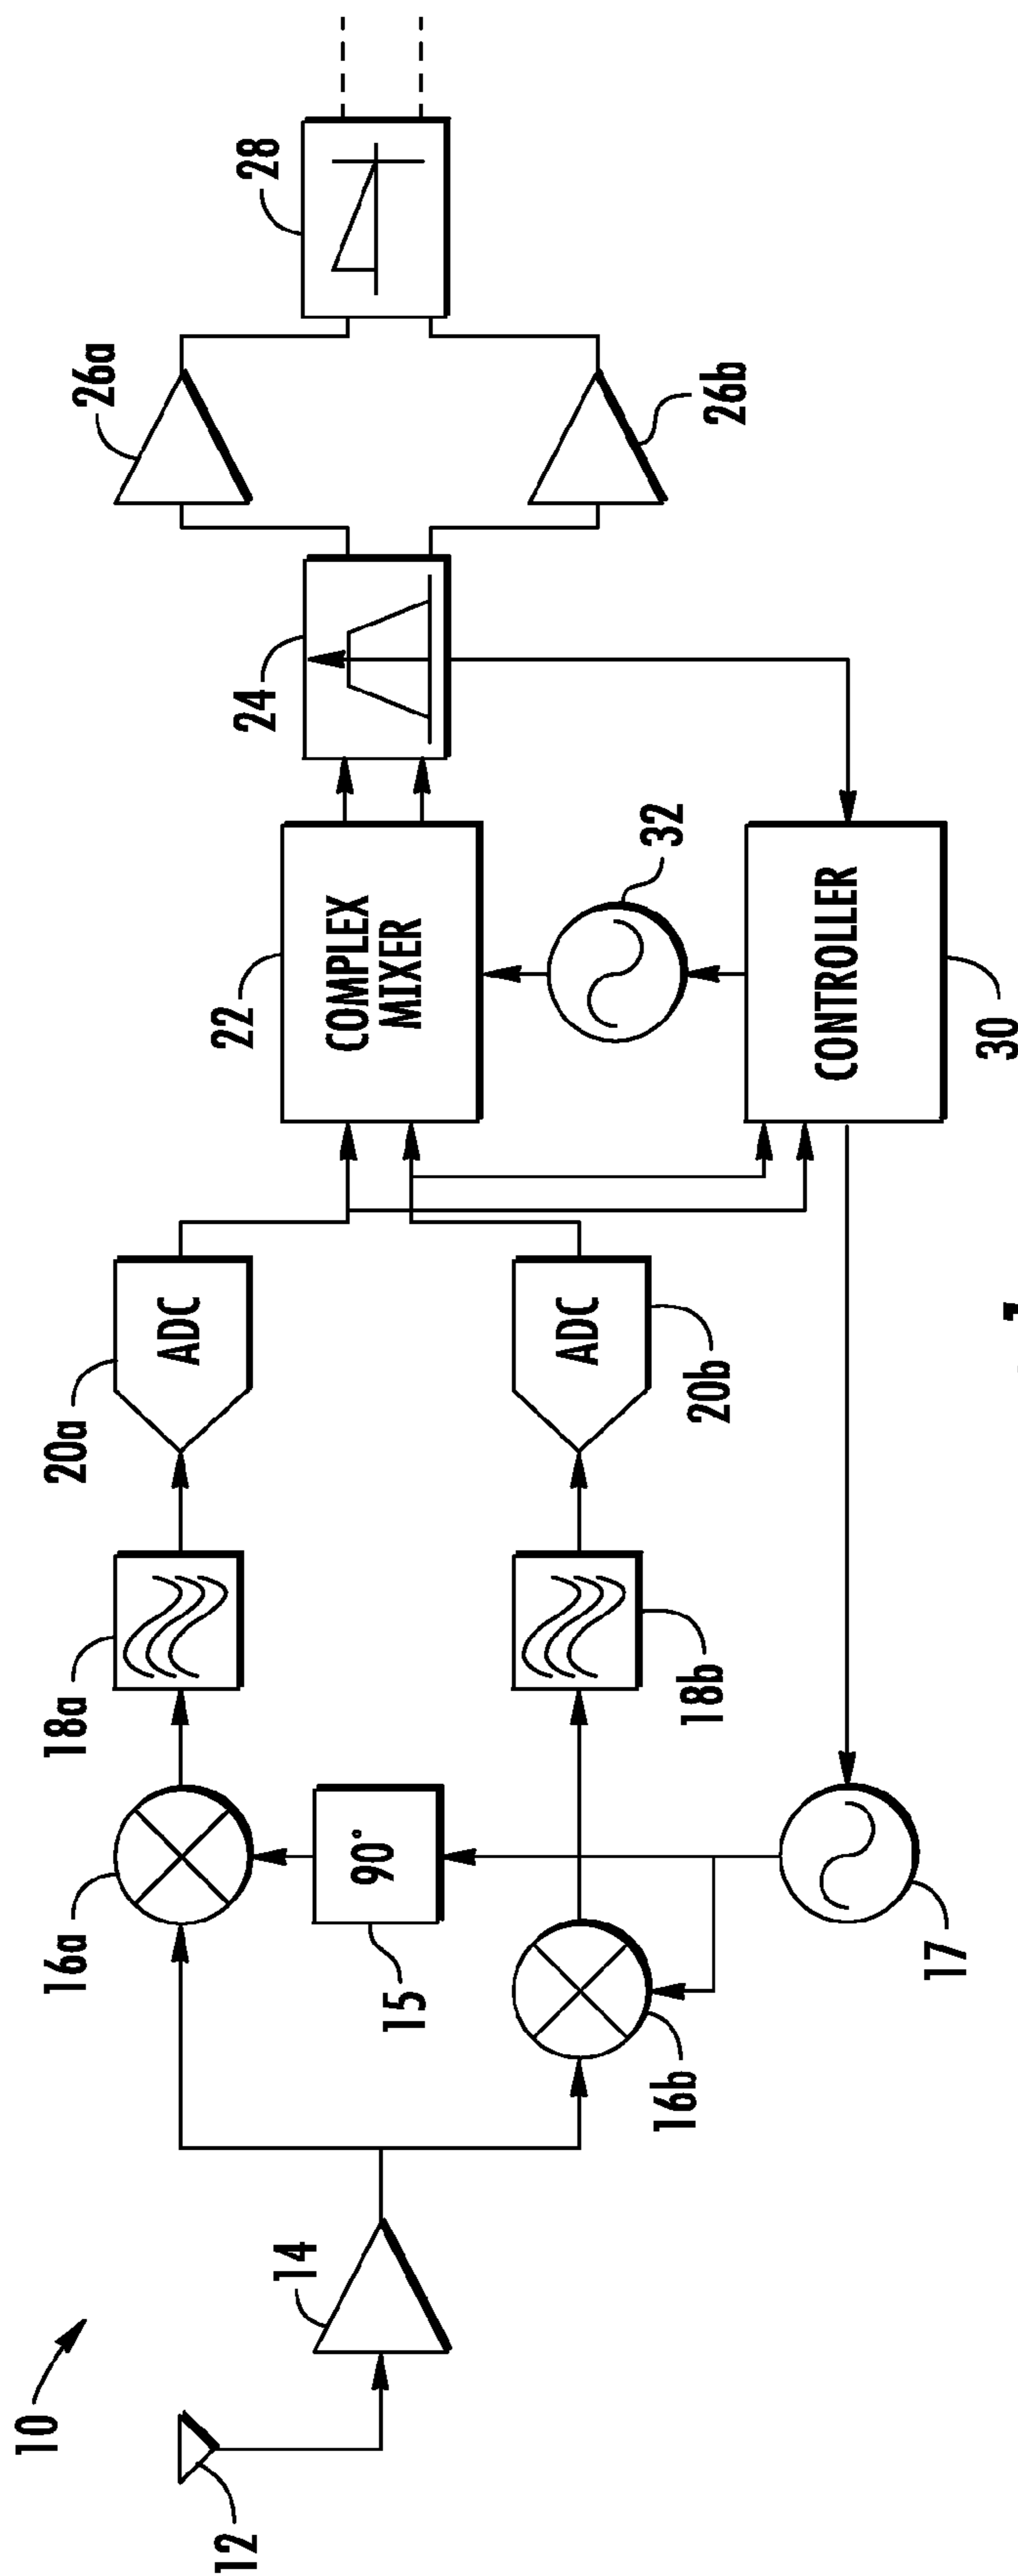 10
12
14
16a
16b
15
90°
17
18a
18b
20a
ADC
20b
ADC
22
COMPLEX
MIXER
32
CONTROLLER
30
24
26a
26b
28